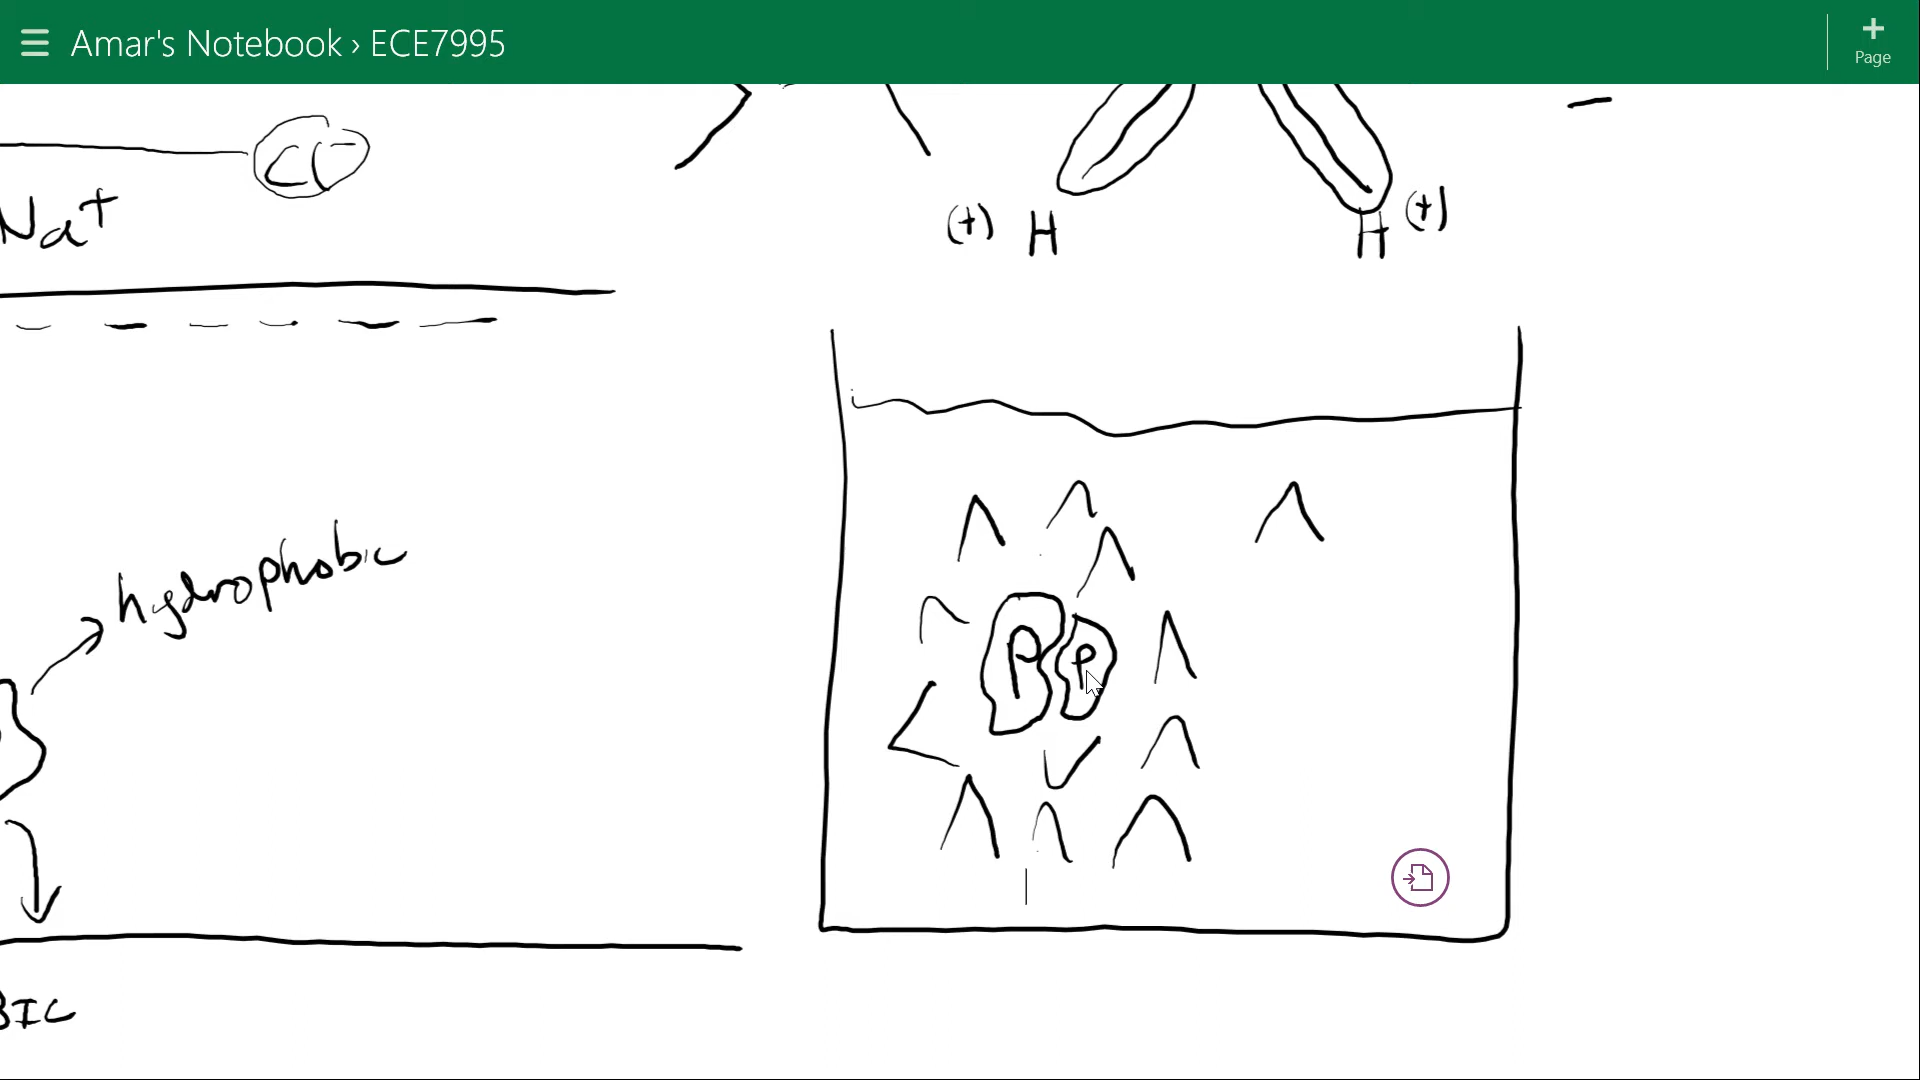 Amar's Notebook › ECE7995
Page
Cl⁻
Na⁺
(+) H
H (+)
hydrophobic
P P
BIC